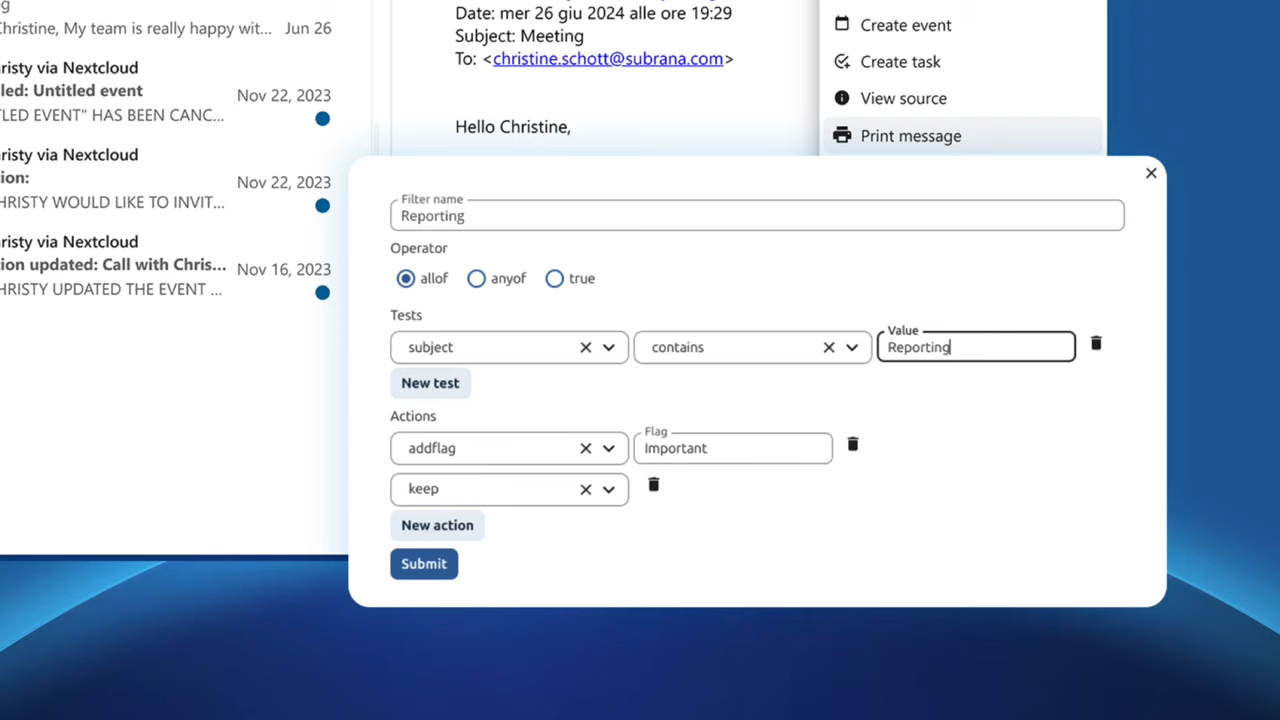 Christine, My team is really happy wit... Jun 26
risty via Nextcloud
led: Untitled event
Nov 22, 2023
TLED EVENT" HAS BEEN CANC...
risty via Nextcloud
tion:
Nov 22, 2023
HRISTY WOULD LIKE TO INVIT...
risty via Nextcloud
ion updated: Call with Chris...
Nov 16, 2023
HRISTY UPDATED THE EVENT ...
Date: mer 26 giu 2024 alle ore 19:29
Subject: Meeting
To: <christine.schott@subrana.com>
Hello Christine,
Create event
Create task
View source
Print message
Filter name
Reporting
Operator
allof anyof true
Tests
subject contains Value Reporting
New test
Actions
addflag Flag Important
keep
New action
Submit